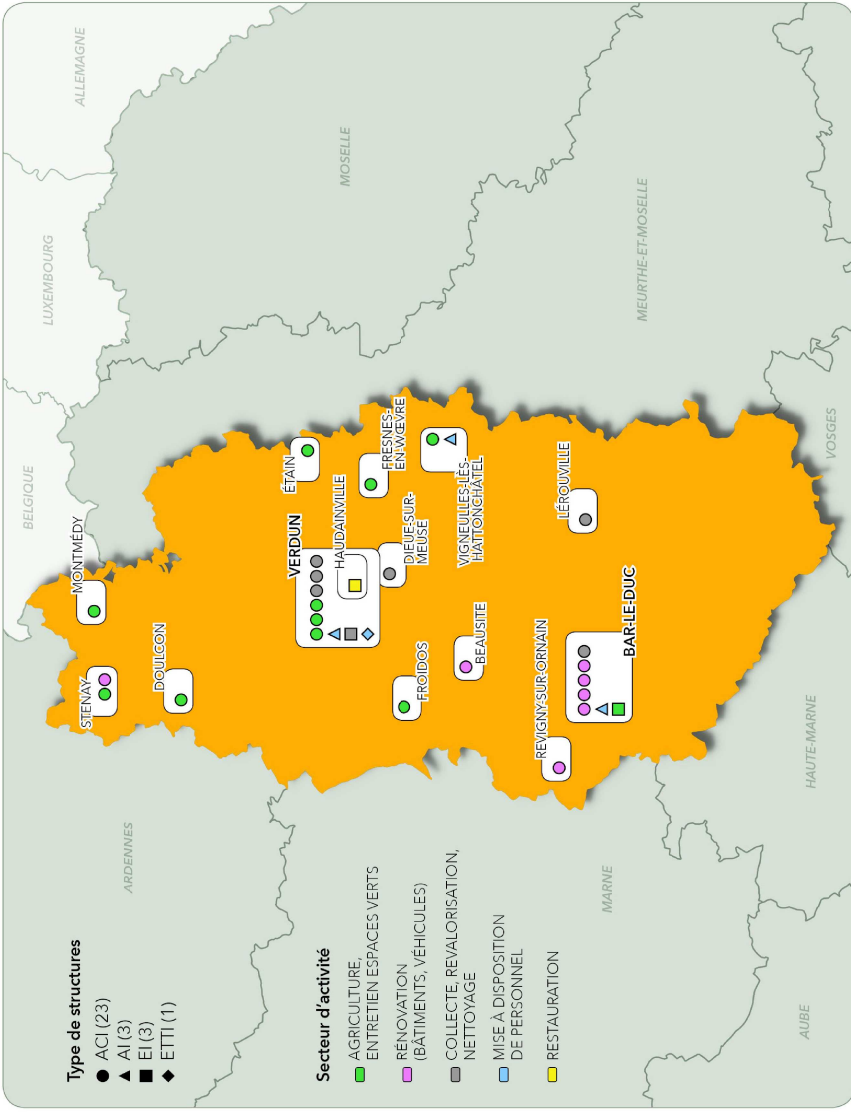 BELGIQUE
LUXEMBOURG
ALLEMAGNE
ARDENNES
MOSELLE
MEURTHE-ET-MOSELLE
MARNE
AUBE
HAUTE-MARNE
VOSGES
MONTMÉDY
STENAY
DOULCON
ÉTAIN
VERDUN
HAUDAINVILLE
FRESNES-
EN-WŒVRE
DIEUE-SUR-
MEUSE
FROIDOS
VIGNEULLES-LÈS-
HATTONCHÂTEL
BEAUSITE
LÉROUVILLE
REVIGNY-SUR-ORNAIN
BAR-LE-DUC
Type de structures
ACI (23)
AI (3)
EI (3)
ETTI (1)
Secteur d'activité
AGRICULTURE,
ENTRETIEN ESPACES VERTS
RÉNOVATION
(BÂTIMENTS, VÉHICULES)
COLLECTE, REVALORISATION,
NETTOYAGE
MISE À DISPOSITION
DE PERSONNEL
RESTAURATION